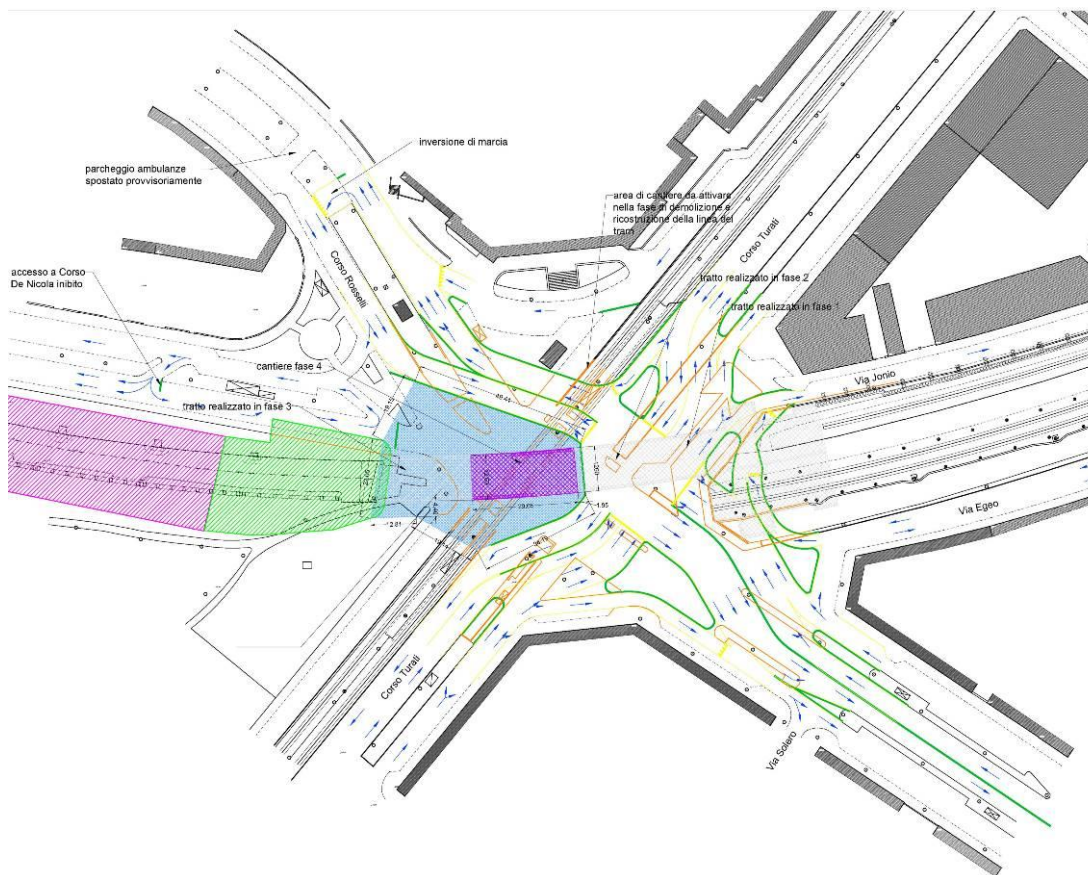 inversione di marcia
parcheggio ambulanze
spostato provvisoriamente
area di cantiere da attivare
nella fase di demolizione e
ricostruzione della linea del
tram
Corso Turati
tratto realizzato in fase 2
tratto realizzato in fase 1
accesso a Corso
De Nicola inibito
Corso Rosselli
cantiere fase 4
tratto realizzato in fase 3
Via Jonio
Via Egeo
Corso Turati
Via Solero